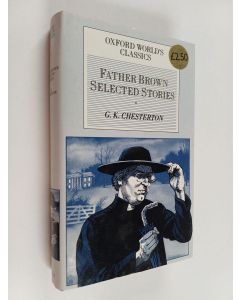 OXFORD WORLD'S
CLASSICS
£2.50
FATHER BROWN
SELECTED STORIES
G. K. CHESTERTON